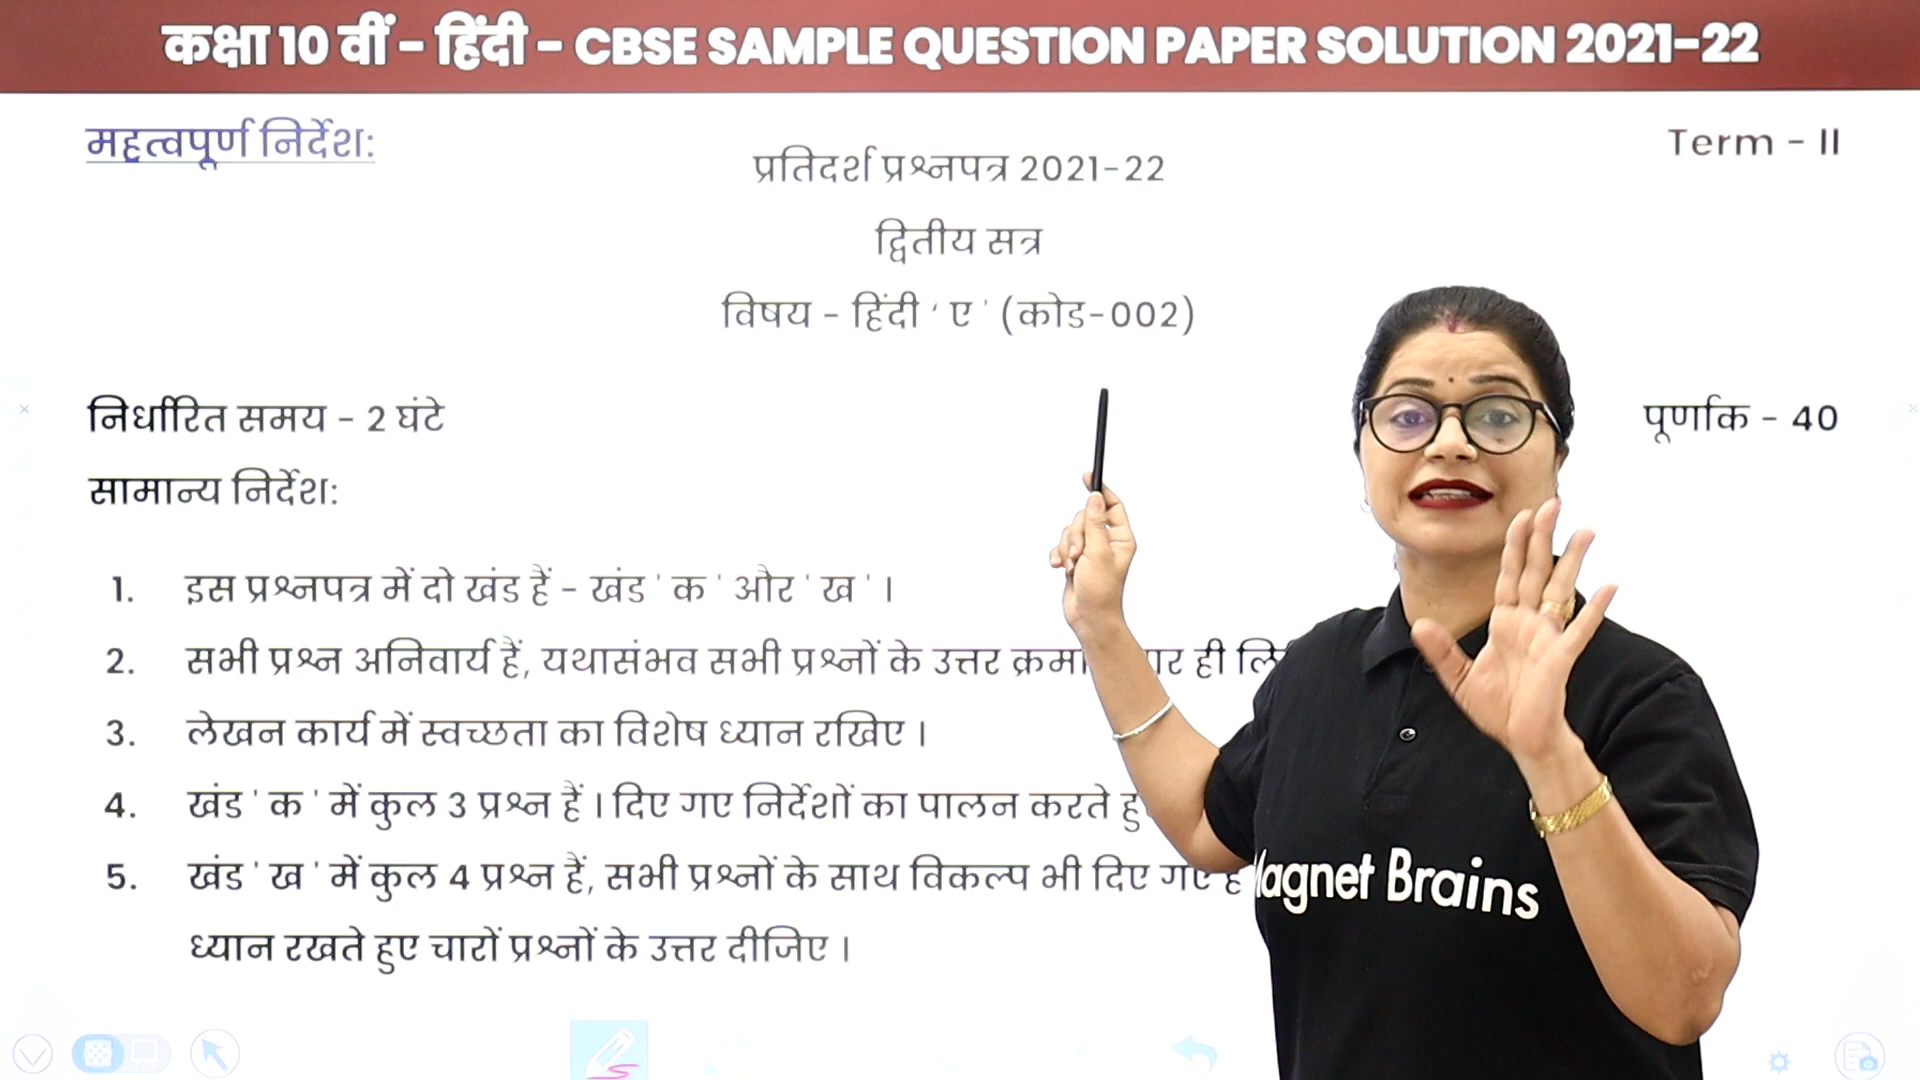 कक्षा 10 वीं - हिंदी - CBSE SAMPLE QUESTION PAPER SOLUTION 2021-22
महत्वपूर्ण निर्देश:
Term - II
प्रतिदर्श प्रश्नपत्र 2021-22
द्वितीय सत्र
विषय - हिंदी ' ए ' (कोड-002)
निर्धारित समय - 2 घंटे
पूर्णांक - 40
सामान्य निर्देश:
1. इस प्रश्नपत्र में दो खंड हैं - खंड ' क ' और ' ख ' ।
2. सभी प्रश्न अनिवार्य हैं, यथासंभव सभी प्रश्नों के उत्तर ही
3. लेखन कार्य में स्वच्छता का विशेष ध्यान रखिए ।
4. खंड ' क ' में कुल 3 प्रश्न हैं । दिए गए निर्देशों का पालन करते
5. खंड ' ख ' में कुल 4 प्रश्न हैं, सभी प्रश्नों के साथ विकल्प भी दिए गए
ध्यान रखते हुए चारों प्रश्नों के उत्तर दीजिए ।
Magnet Brains